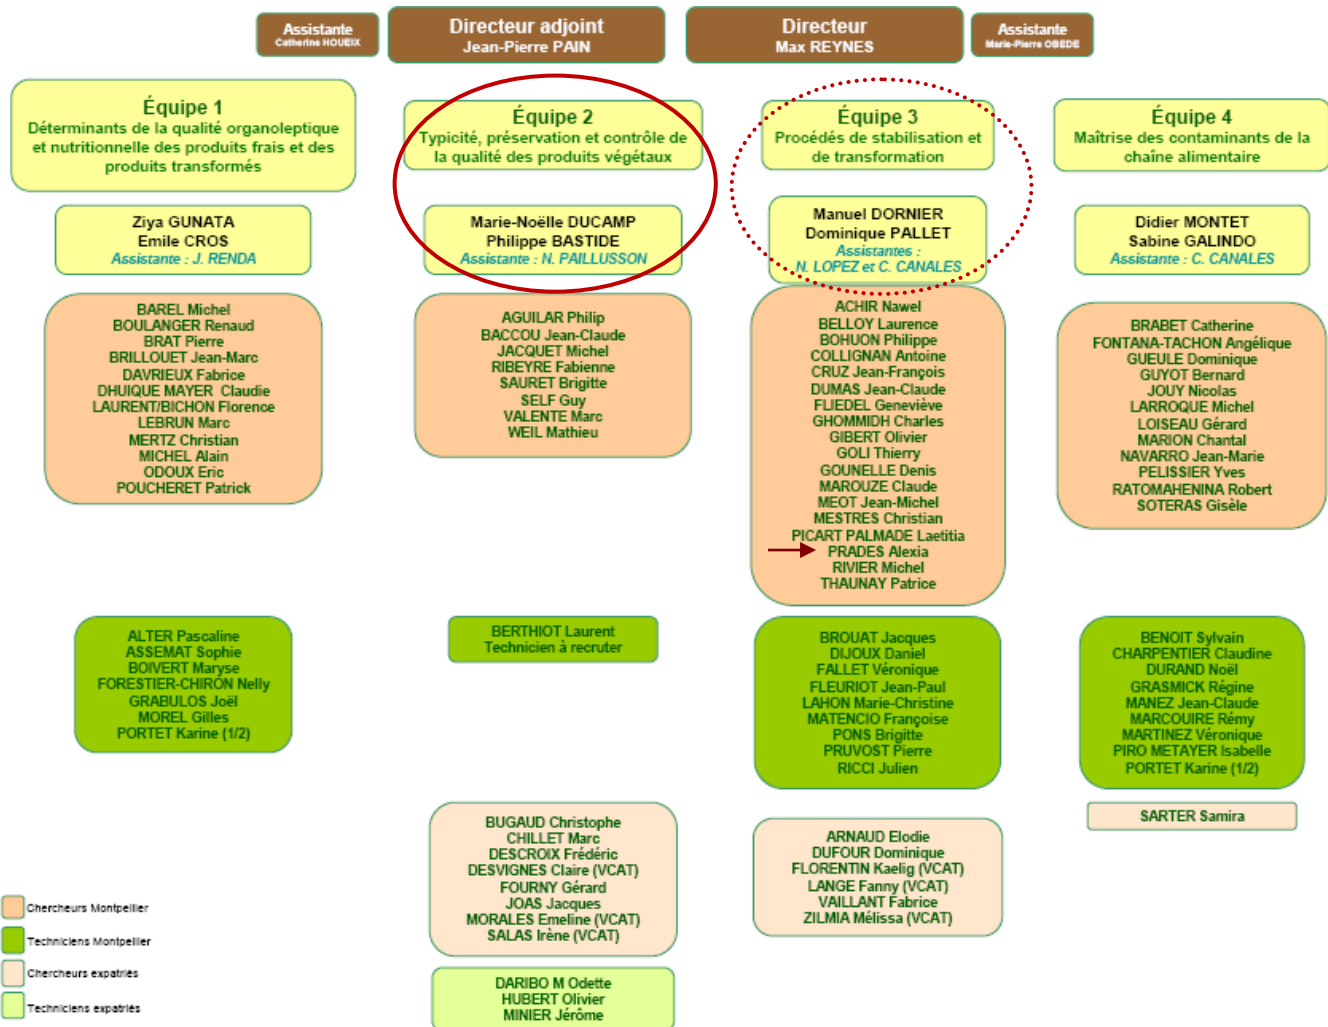 Assistante
Catherine HOUEIX
Directeur adjoint
Jean-Pierre PAIN
Directeur
Max REYNES
Assistante
Marie-Pierre OBEDE
Équipe 1
Déterminants de la qualité organoleptique
et nutritionnelle des produits frais et des
produits transformés
Ziya GUNATA
Emile CROS
Assistante : J. RENDA
BAREL Michel
BOULANGER Renaud
BRAT Pierre
BRILLOUET Jean-Marc
DAVRIEUX Fabrice
DHUIQUE MAYER Claudie
LAURENT/BICHON Florence
LEBRUN Marc
MERTZ Christian
MICHEL Alain
ODOUX Eric
POUCHERET Patrick
ALTER Pascaline
ASSEMAT Sophie
BOIVERT Maryse
FORESTIER-CHIRON Nelly
GRABULOS Joël
MOREL Gilles
PORTET Karine (1/2)
Équipe 2
Typicité, préservation et contrôle de
la qualité des produits végétaux
Marie-Noëlle DUCAMP
Philippe BASTIDE
Assistante : N. PAILLUSSON
AGUILAR Philip
BACCOU Jean-Claude
JACQUET Michel
RIBEYRE Fabienne
SAURET Brigitte
SELF Guy
VALENTE Marc
WEIL Mathieu
BERTHIOT Laurent
Technicien à recruter
BUGAUD Christophe
CHILLET Marc
DESCROIX Frédéric
DESVIGNES Claire (VCAT)
FOURNY Gérard
JOAS Jacques
MORALES Emeline (VCAT)
SALAS Irène (VCAT)
DARIBO M Odette
HUBERT Olivier
MINIER Jérôme
Équipe 3
Procédés de stabilisation et
de transformation
Manuel DORNIER
Dominique PALLET
Assistantes :
N. LOPEZ et C. CANALES
ACHIR Nawel
BELLOY Laurence
BOHUON Philippe
COLLIGNAN Antoine
CRUZ Jean-François
DUMAS Jean-Claude
FLIEDEL Geneviève
GHOMMIDH Charles
GIBERT Olivier
GOLI Thierry
GOUNELLE Denis
MAROUZE Claude
MEOT Jean-Michel
MESTRES Christian
PICART PALMADE Laetitia
PRADES Alexia
RIVIER Michel
THAUNAY Patrice
BROUAT Jacques
DIJOUX Daniel
FALLET Véronique
FLEURIOT Jean-Paul
LAHON Marie-Christine
MATENCIO Françoise
PONS Brigitte
PRUVOST Pierre
RICCI Julien
ARNAUD Elodie
DUFOUR Dominique
FLORENTIN Kaelig (VCAT)
LANGE Fanny (VCAT)
VAILLANT Fabrice
ZILMIA Mélissa (VCAT)
Équipe 4
Maîtrise des contaminants de la
chaîne alimentaire
Didier MONTET
Sabine GALINDO
Assistante : C. CANALES
BRABET Catherine
FONTANA-TACHON Angélique
GUEULE Dominique
GUYOT Bernard
JOUY Nicolas
LARROQUE Michel
LOISEAU Gérard
MARION Chantal
NAVARRO Jean-Marie
PELISSIER Yves
RATOMAHENINA Robert
SOTERAS Gisèle
BENOIT Sylvain
CHARPENTIER Claudine
DURAND Noël
GRASMICK Régine
MANEZ Jean-Claude
MARCOUIRE Rémy
MARTINEZ Véronique
PIRO METAYER Isabelle
PORTET Karine (1/2)
SARTER Samira
Chercheurs Montpellier
Techniciens Montpellier
Chercheurs expatriés
Techniciens expatriés